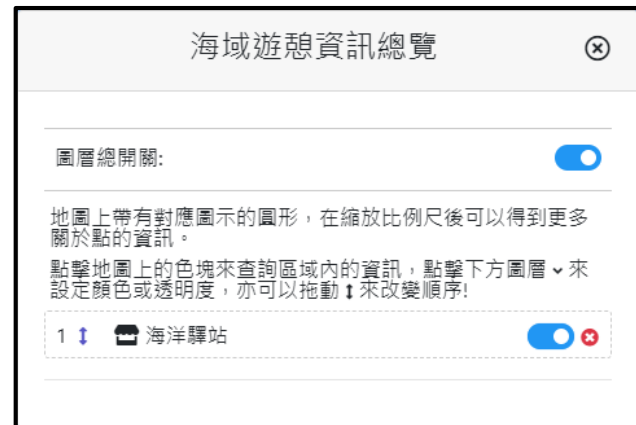 海域遊憩資訊總覽
圖層總開關:
地圖上帶有對應圖示的圓形，在縮放比例尺後可以得到更多
關於點的資訊。
點擊地圖上的色塊來查詢區域內的資訊，點擊下方圖層 來
設定顏色或透明度，亦可以拖動 來改變順序!
1 海洋驛站